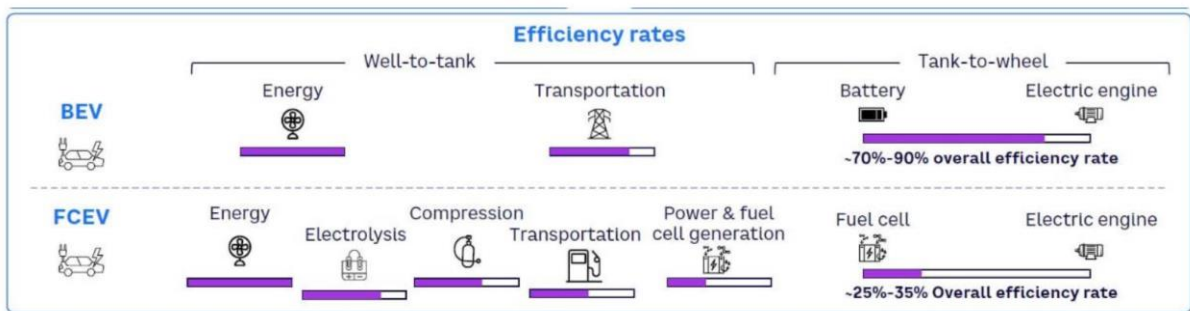 Efficiency rates
Well-to-tank
Tank-to-wheel
BEV
Energy
Transportation
Battery
Electric engine
~70%-90% overall efficiency rate
FCEV
Energy
Electrolysis
Compression
Transportation
Power & fuel
cell generation
Fuel cell
Electric engine
~25%-35% Overall efficiency rate